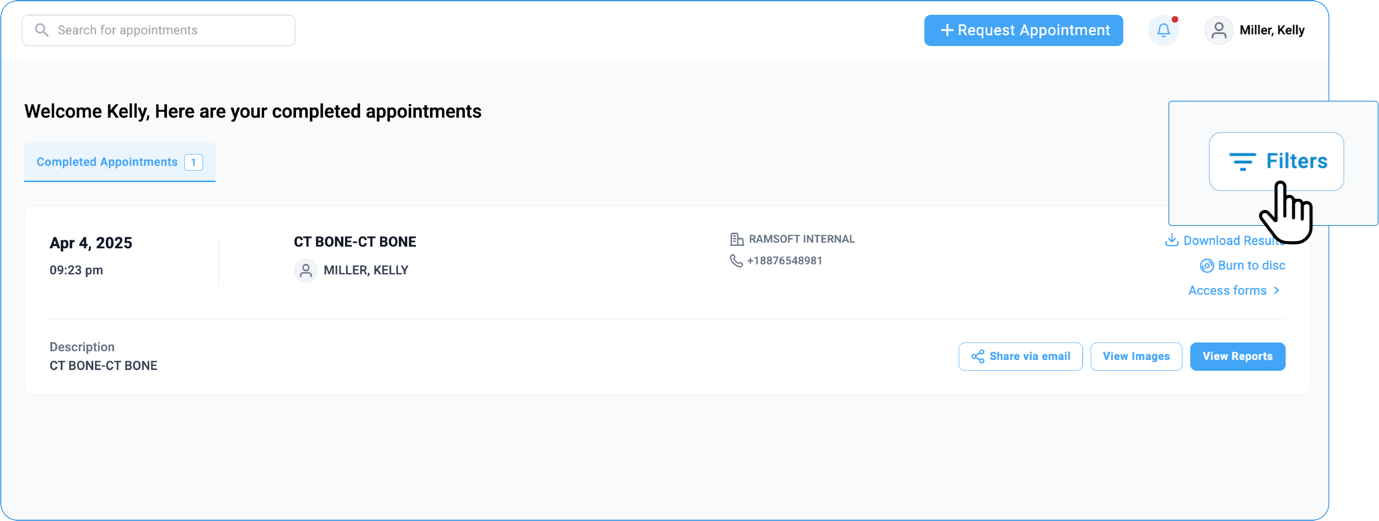 Search for appointments
+ Request Appointment
Miller, Kelly
Welcome Kelly, Here are your completed appointments
Completed Appointments 1
Filters
Apr 4, 2025
09:23 pm
CT BONE-CT BONE
MILLER, KELLY
RAMSOFT INTERNAL
+18876548981
Download Results
Burn to disc
Access forms >
Description
CT BONE-CT BONE
Share via email
View Images
View Reports